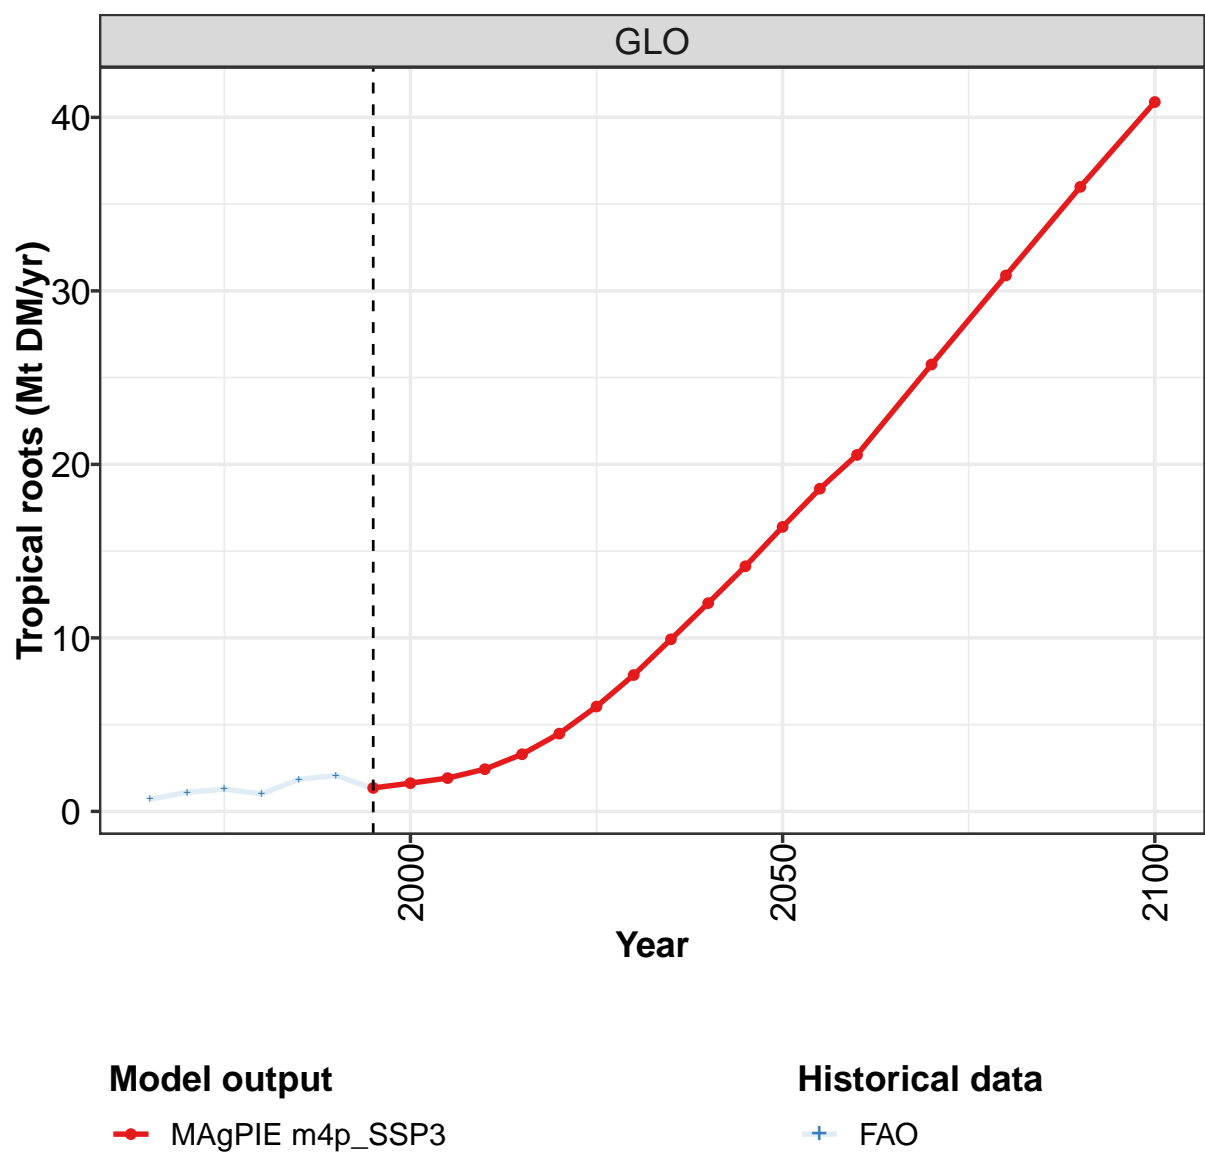 GLO
Tropical roots (Mt DM/yr)
40
30
20
10
0
2000
2050
2100
Year
Model output
MAgPIE m4p_SSP3
Historical data
FAO